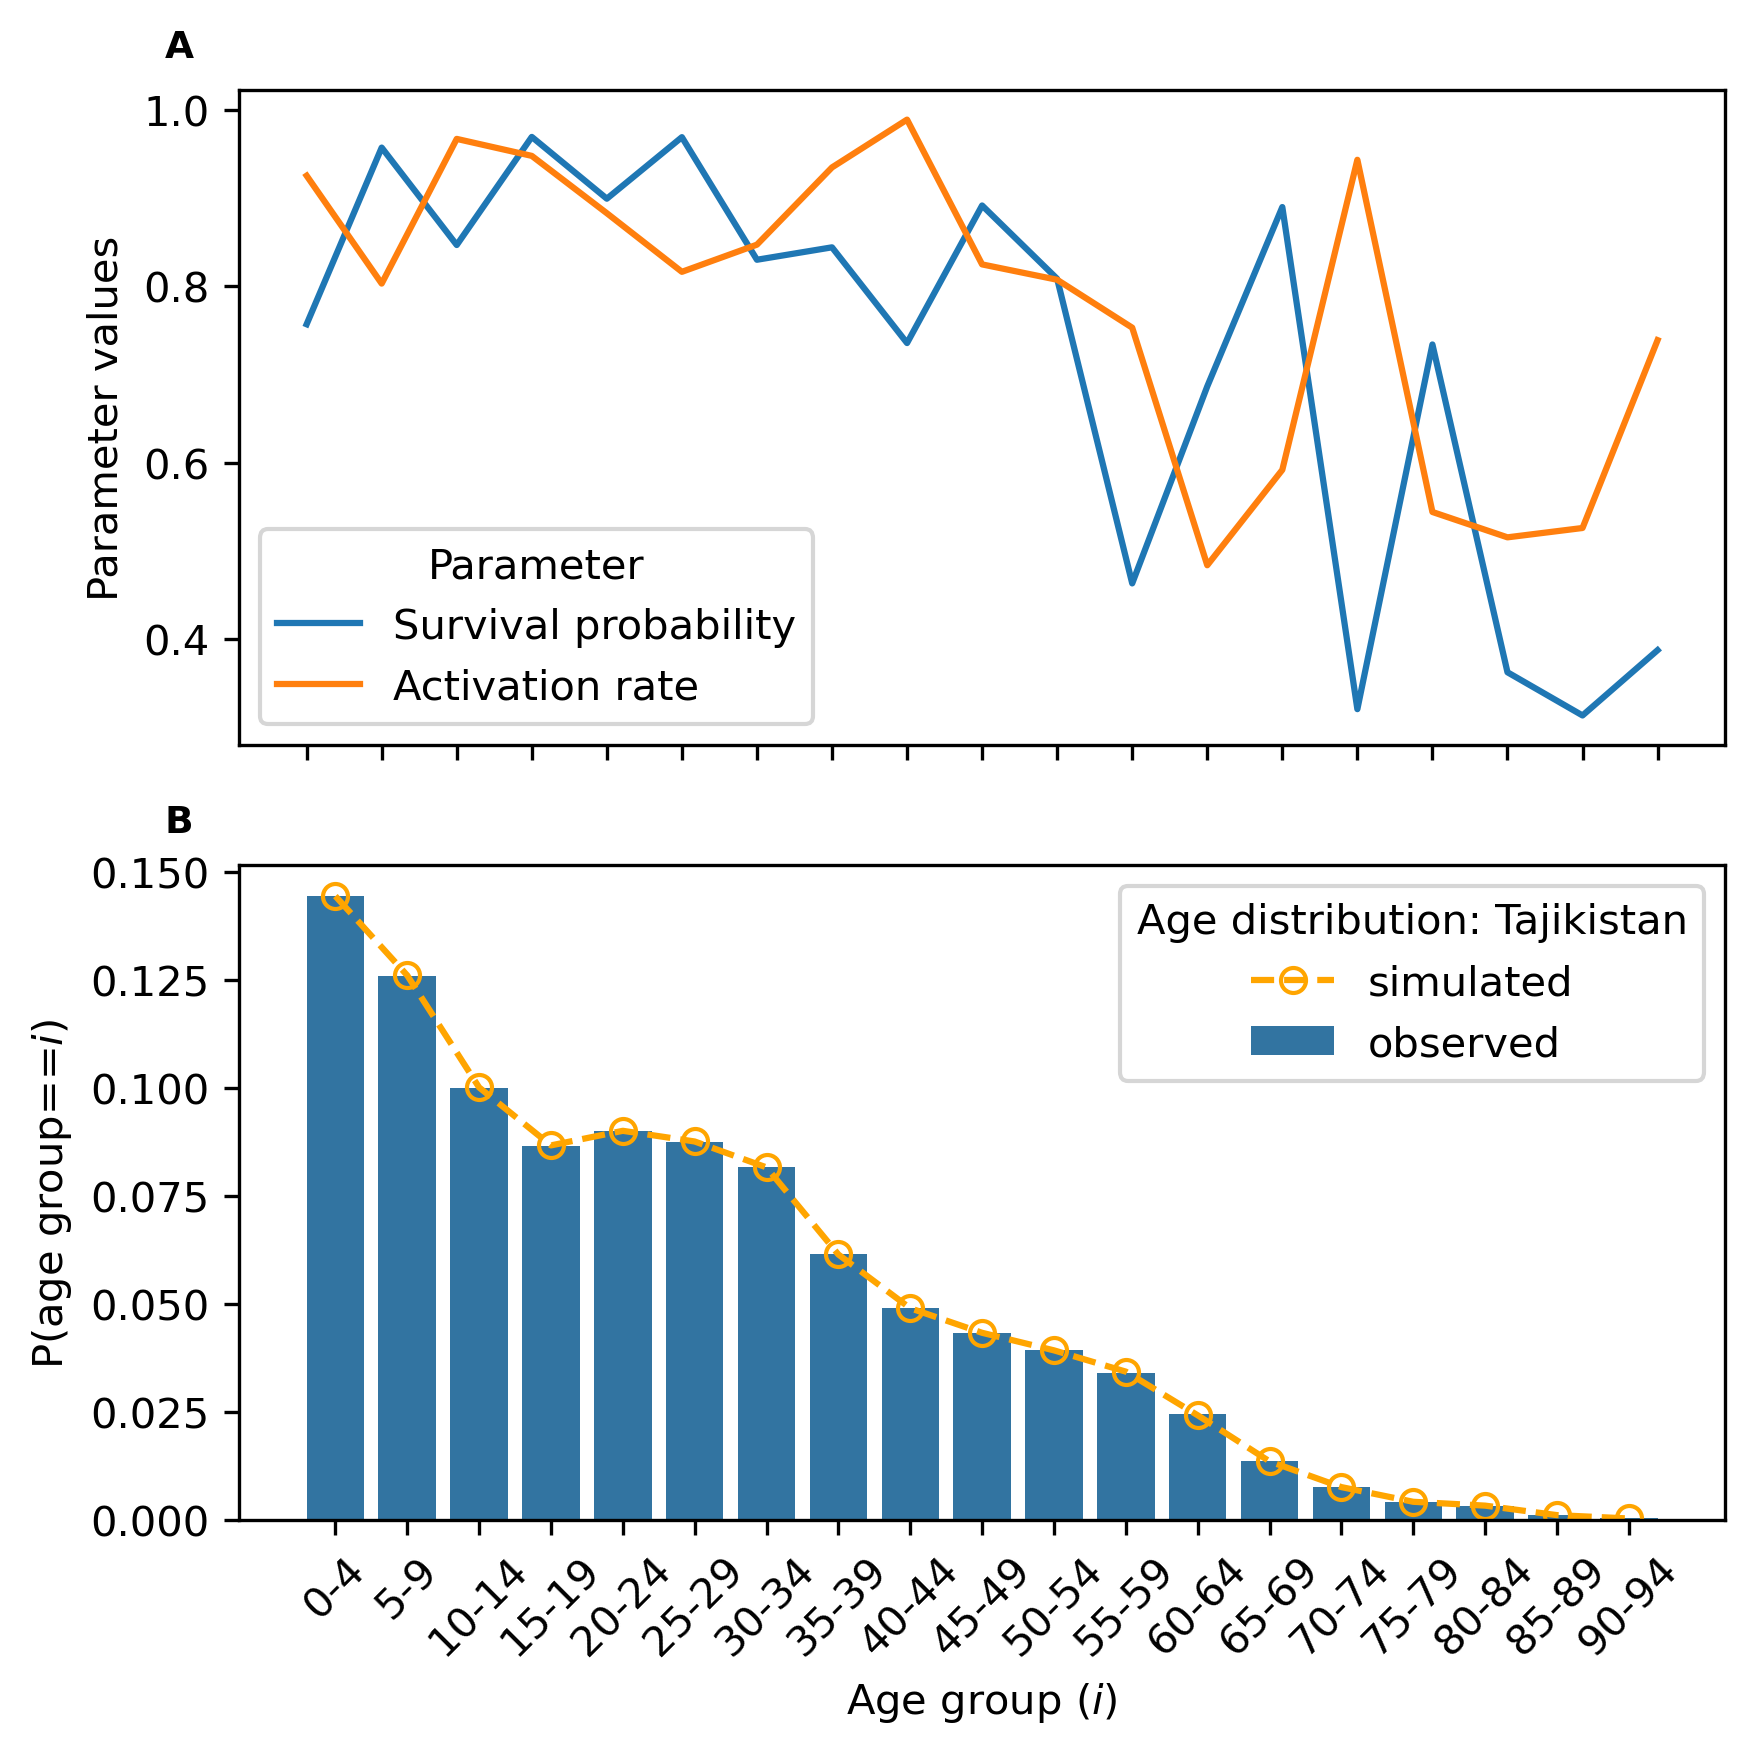 A
1.0
0.8
0.6
0.4
Parameter values
Parameter
Survival probability
Activation rate
B
0.150
0.125
0.100
0.075
0.050
0.025
0.000
P(age group==i)
Age distribution: Tajikistan
simulated
observed
0-4
5-9
10-14
15-19
20-24
25-29
30-34
35-39
40-44
45-49
50-54
55-59
60-64
65-69
70-74
75-79
80-84
85-89
90-94
Age group (i)